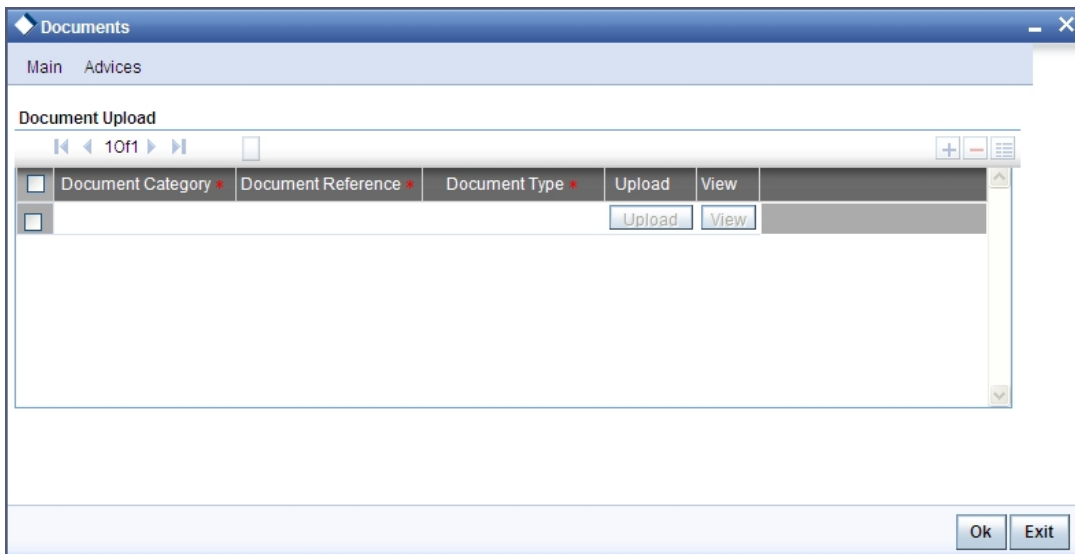 Documents
Main Advices
Document Upload
1Of1
Document Category * Document Reference * Document Type * Upload View
Upload View
Ok Exit